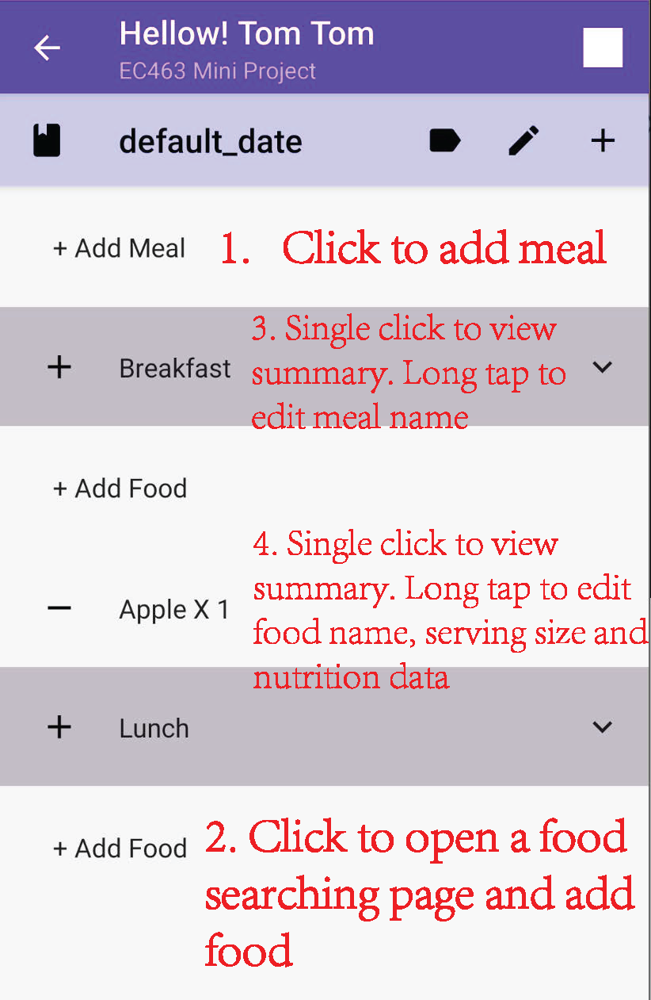 Hellow! Tom Tom
EC463 Mini Project
default_date
+ Add Meal
1. Click to add meal
Breakfast
3. Single click to view
summary. Long tap to
edit meal name
+ Add Food
Apple X 1
4. Single click to view
summary. Long tap to edit
food name, serving size and
nutrition data
Lunch
+ Add Food
2. Click to open a food
searching page and add
food